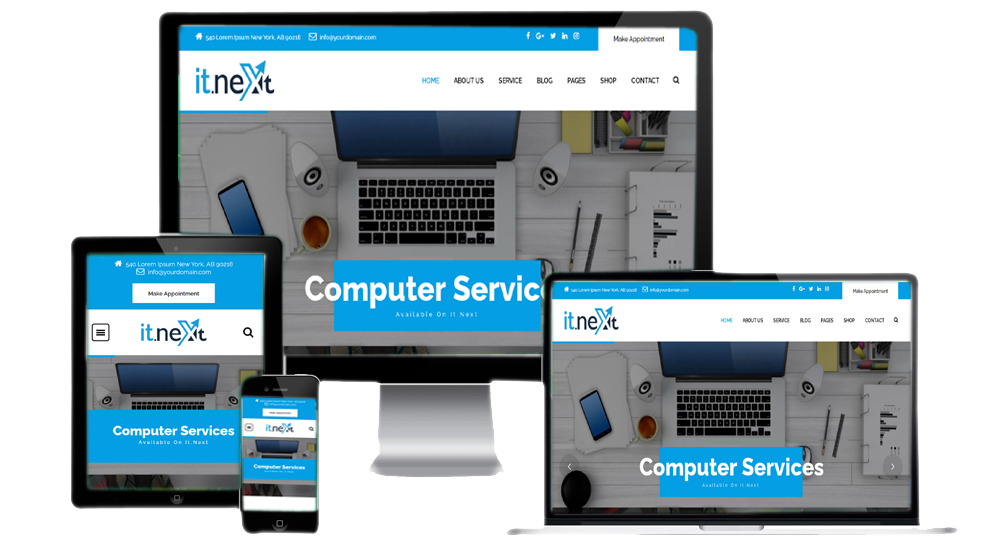 540 Lorem Ipsum New York, AB 90218 info@yourdomain.com
Make Appointment
it.next
HOME ABOUT US SERVICE BLOG PAGES SHOP CONTACT
Computer Servic
Available On It.Next
540 Lorem Ipsum New York, AB 90218
info@yourdomain.com
Make Appointment
it.next
Computer Services
Available On It.Next
Make Appointment
it.next
Computer Services
540 Lorem Ipsum New York, AB 90218 info@yourdomain.com
Make Appointment
it.next
HOME ABOUT US SERVICE BLOG PAGES SHOP CONTACT
Computer Services
Available On It.Next